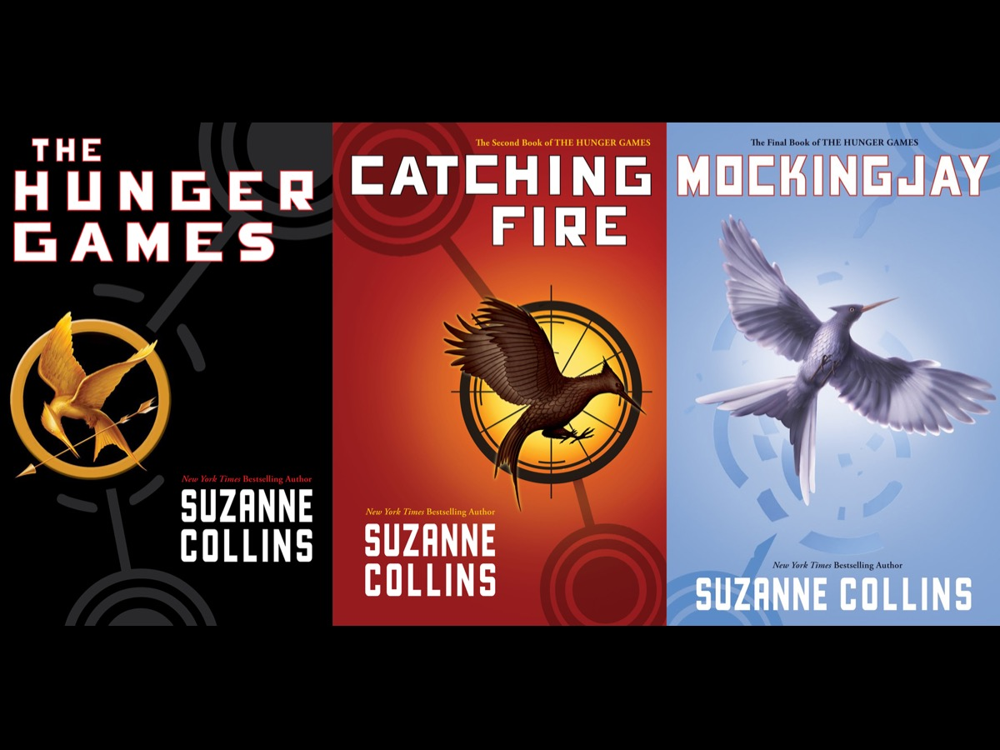 THE
HUNGER
GAMES
New York Times Bestselling Author
SUZANNE
COLLINS
The Second Book of THE HUNGER GAMES
CATCHING
FIRE
New York Times Bestselling Author
SUZANNE
COLLINS
The Final Book of THE HUNGER GAMES
MOCKINGJAY
New York Times Bestselling Author
SUZANNE COLLINS